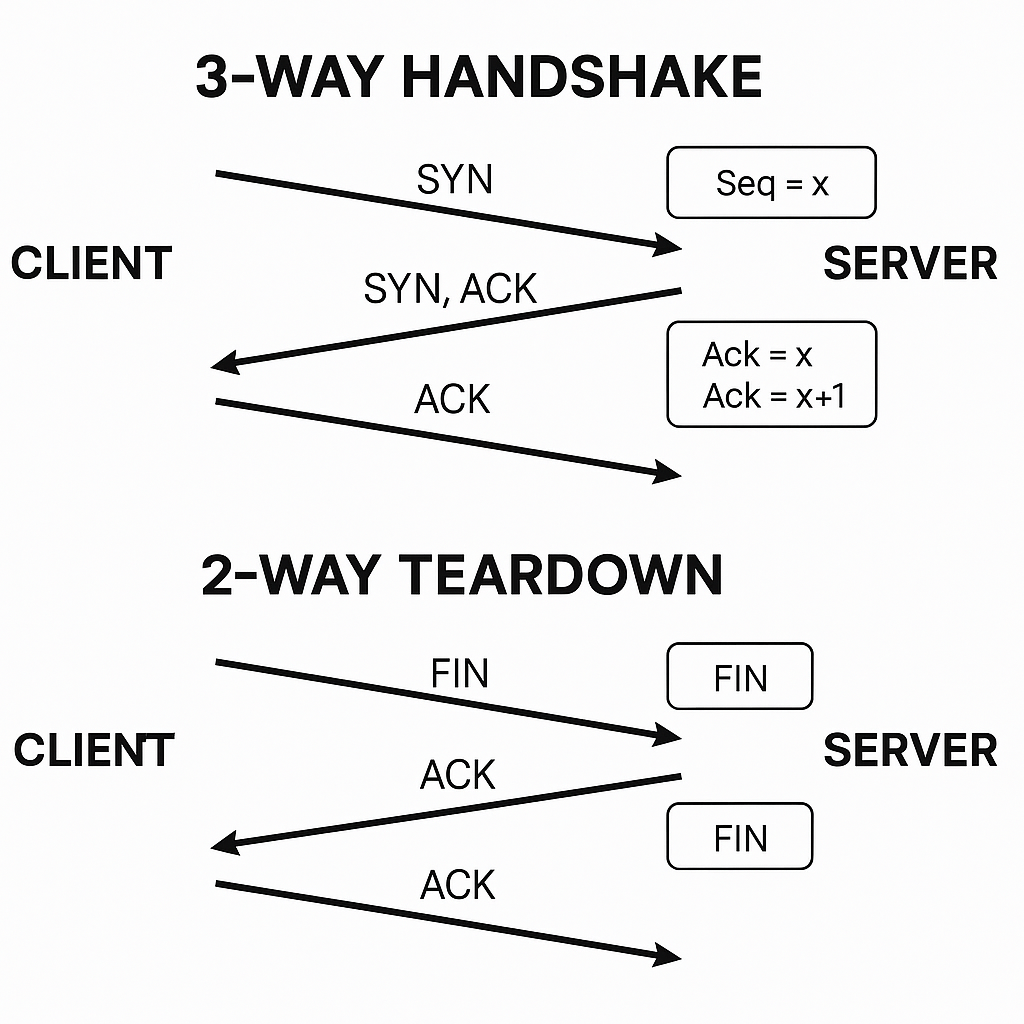 3-WAY HANDSHAKE
SYN
Seq = x
CLIENT
SERVER
SYN, ACK
Ack = x
Ack = x+1
ACK
2-WAY TEARDOWN
FIN
FIN
CLIENT
SERVER
ACK
FIN
ACK